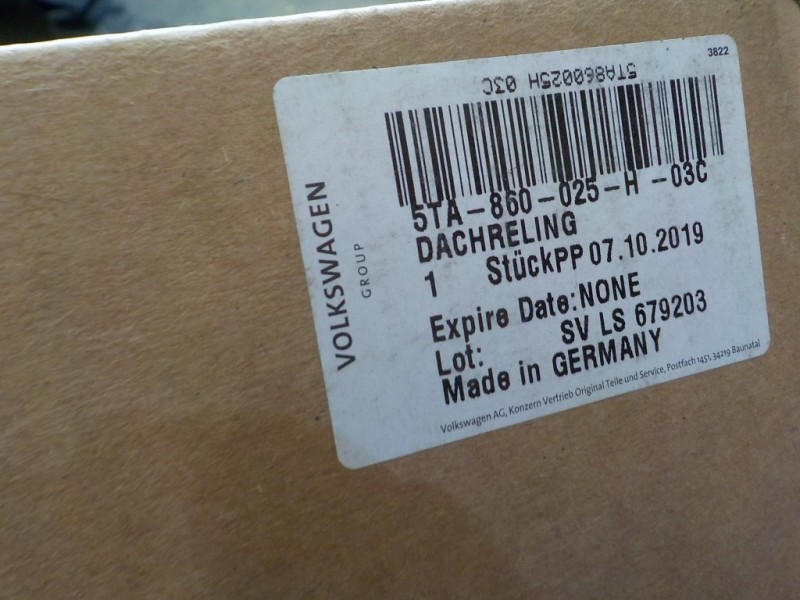 3822
5TA860025H 03C
5TA-860-025-H -03C
DACHRELING
1 StückPP 07.10.2019
Expire Date:NONE
Lot: SV LS 679203
Made in GERMANY
Volkswagen AG, Konzern Vertrieb Original Teile und Service, Postfach 1451, 34219 Baunatal
VOLKSWAGEN
GROUP